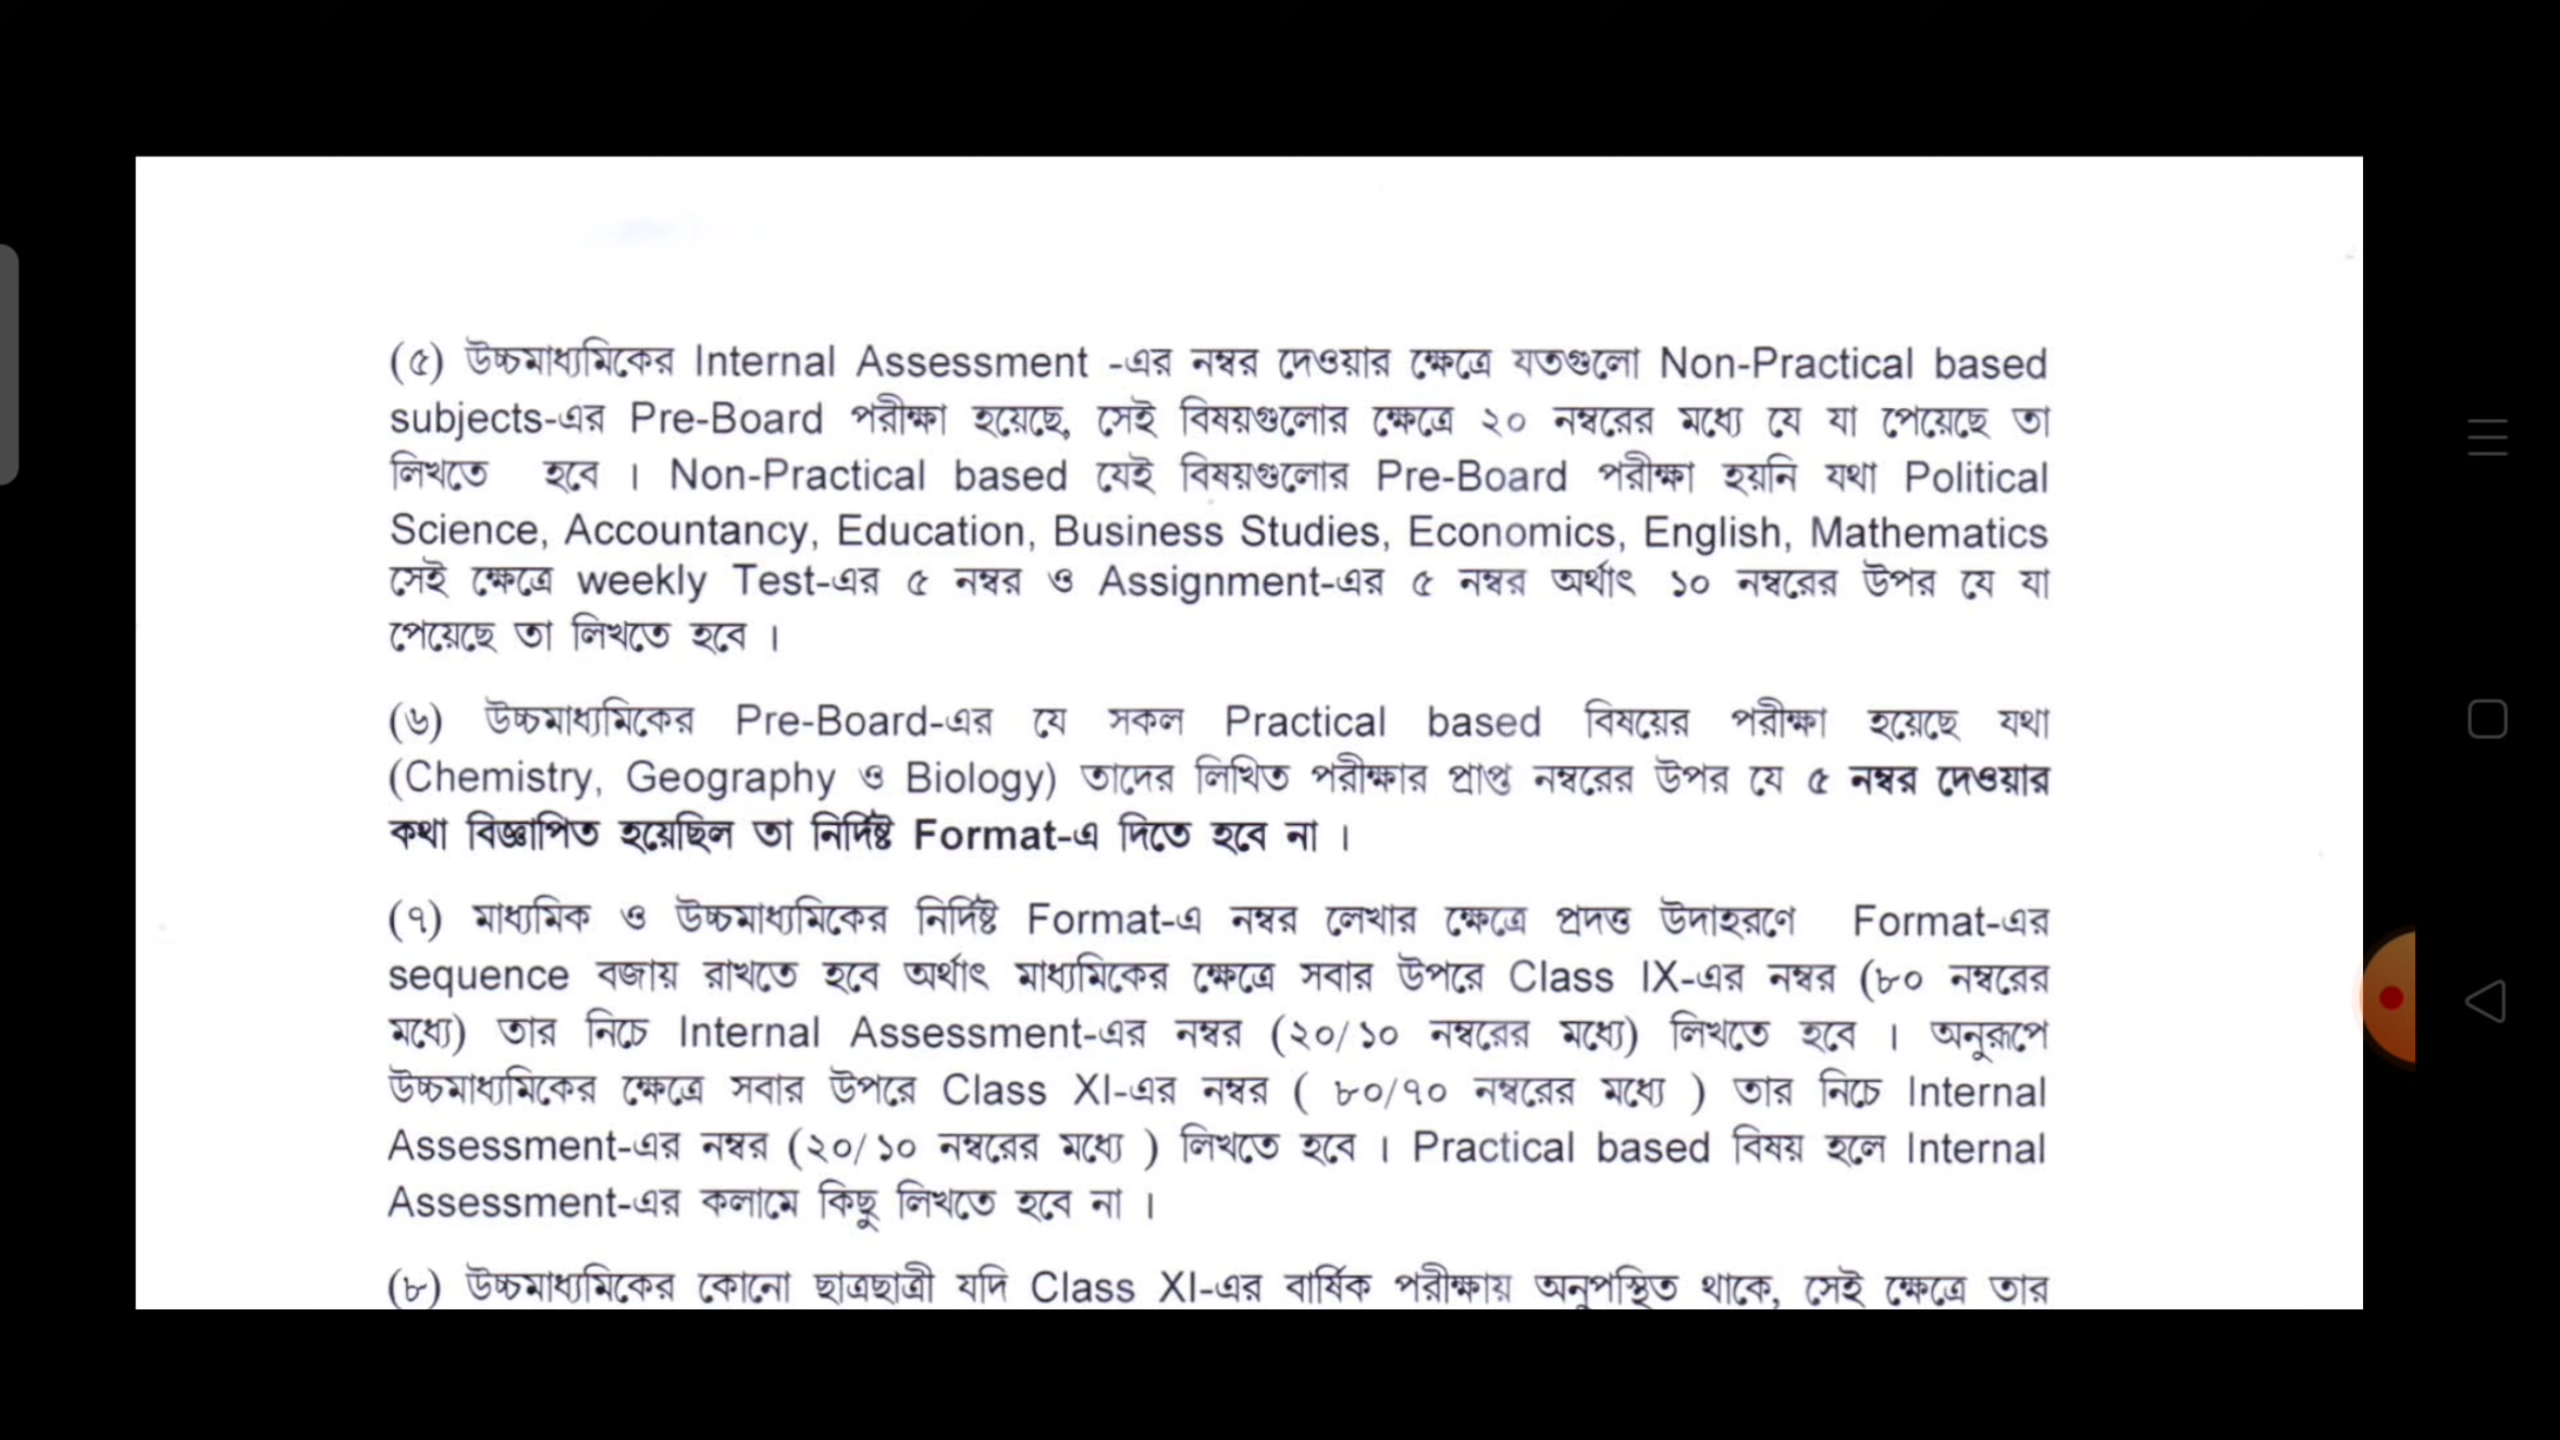 (৫) উচ্চমাধ্যমিকের Internal Assessment -এর নম্বর দেওয়ার ক্ষেত্রে যতগুলো Non-Practical based
subjects-এর Pre-Board পরীক্ষা হয়েছে, সেই বিষয়গুলোর ক্ষেত্রে ২০ নম্বরের মধ্যে যে যা পেয়েছে তা
লিখতে হবে । Non-Practical based যেই বিষয়গুলোর Pre-Board পরীক্ষা হয়নি যথা Political
Science, Accountancy, Education, Business Studies, Economics, English, Mathematics
সেই ক্ষেত্রে weekly Test-এর ৫ নম্বর ও Assignment-এর ৫ নম্বর অর্থাৎ ১০ নম্বরের উপর যে যা
পেয়েছে তা লিখতে হবে ।
(৬) উচ্চমাধ্যমিকের Pre-Board-এর যে সকল Practical based বিষয়ের পরীক্ষা হয়েছে যথা
(Chemistry, Geography ও Biology) তাদের লিখিত পরীক্ষার প্রাপ্ত নম্বরের উপর যে ৫ নম্বর দেওয়ার
কথা বিজ্ঞাপিত হয়েছিল তা নির্দিষ্ট Format-এ দিতে হবে না ।
(৭) মাধ্যমিক ও উচ্চমাধ্যমিকের নির্দিষ্ট Format-এ নম্বর লেখার ক্ষেত্রে প্রদত্ত উদাহরণে Format-এর
sequence বজায় রাখতে হবে অর্থাৎ মাধ্যমিকের ক্ষেত্রে সবার উপরে Class IX-এর নম্বর (৮০ নম্বরের
মধ্যে) তার নিচে Internal Assessment-এর নম্বর (২০/১০ নম্বরের মধ্যে) লিখতে হবে । অনুরূপে
উচ্চমাধ্যমিকের ক্ষেত্রে সবার উপরে Class XI-এর নম্বর ( ৮০/৭০ নম্বরের মধ্যে ) তার নিচে Internal
Assessment-এর নম্বর (২০/১০ নম্বরের মধ্যে ) লিখতে হবে । Practical based বিষয় হলে Internal
Assessment-এর কলামে কিছু লিখতে হবে না ।
(৮) উচ্চমাধ্যমিকের কোনো ছাত্রছাত্রী যদি Class XI-এর বার্ষিক পরীক্ষায় অনুপস্থিত থাকে, সেই ক্ষেত্রে তার